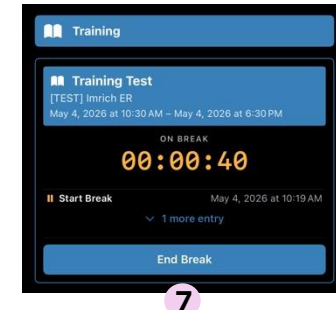 Training
Training Test
[TEST] Imrich ER
May 4, 2026 at 10:30 AM – May 4, 2026 at 6:30 PM
ON BREAK
00:00:40
Start Break May 4, 2026 at 10:19 AM
1 more entry
End Break
7